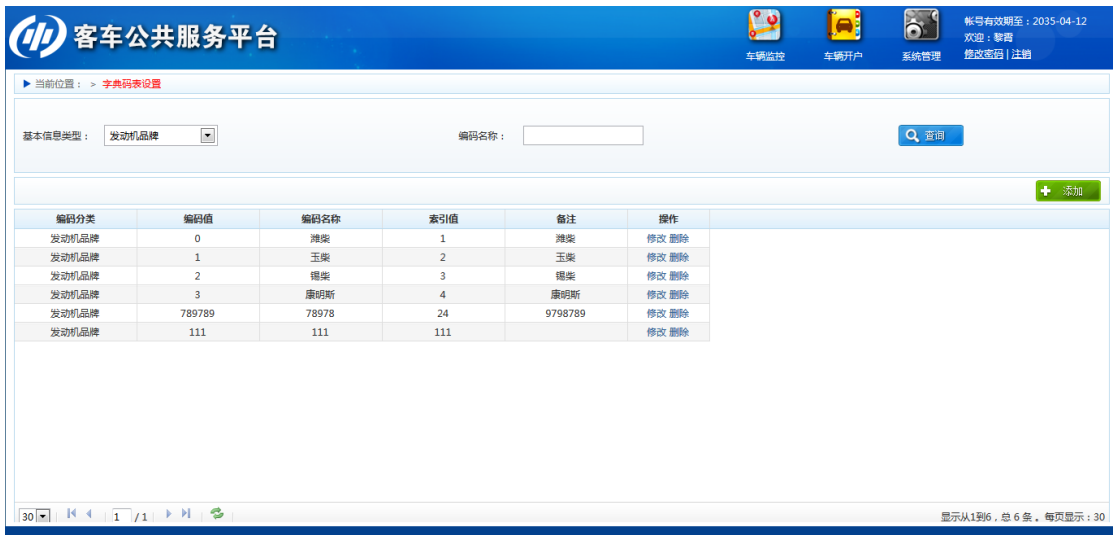 客车公共服务平台
车辆监控 车辆开户 系统管理
帐号有效期至：2035-04-12
欢迎：黎霄
修改密码 | 注销
当前位置： > 字典码表设置
基本信息类型： 发动机品牌 编码名称： 查询
添加
编码分类 编码值 编码名称 索引值 备注 操作
发动机品牌 0 潍柴 1 潍柴 修改 删除
发动机品牌 1 玉柴 2 玉柴 修改 删除
发动机品牌 2 锡柴 3 锡柴 修改 删除
发动机品牌 3 康明斯 4 康明斯 修改 删除
发动机品牌 789789 78978 24 9798789 修改 删除
发动机品牌 111 111 111 修改 删除
30 1 / 1 显示从1到6，总 6 条 。每页显示：30